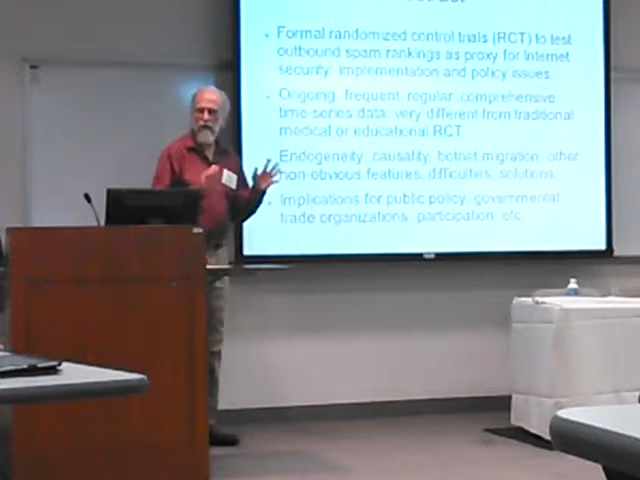 • Formal randomized control trials (RCT) to test
outbound spam rankings as proxy for Internet
security: implementation and policy issues.
• Ongoing, frequent, regular, comprehensive
time-series data; very different from traditional
medical or educational RCT.
• Endogeneity, causality, botnet migration, other
non-obvious features, difficulties, solutions.
• Implications for public policy, governmental
trade organizations, participation, etc.